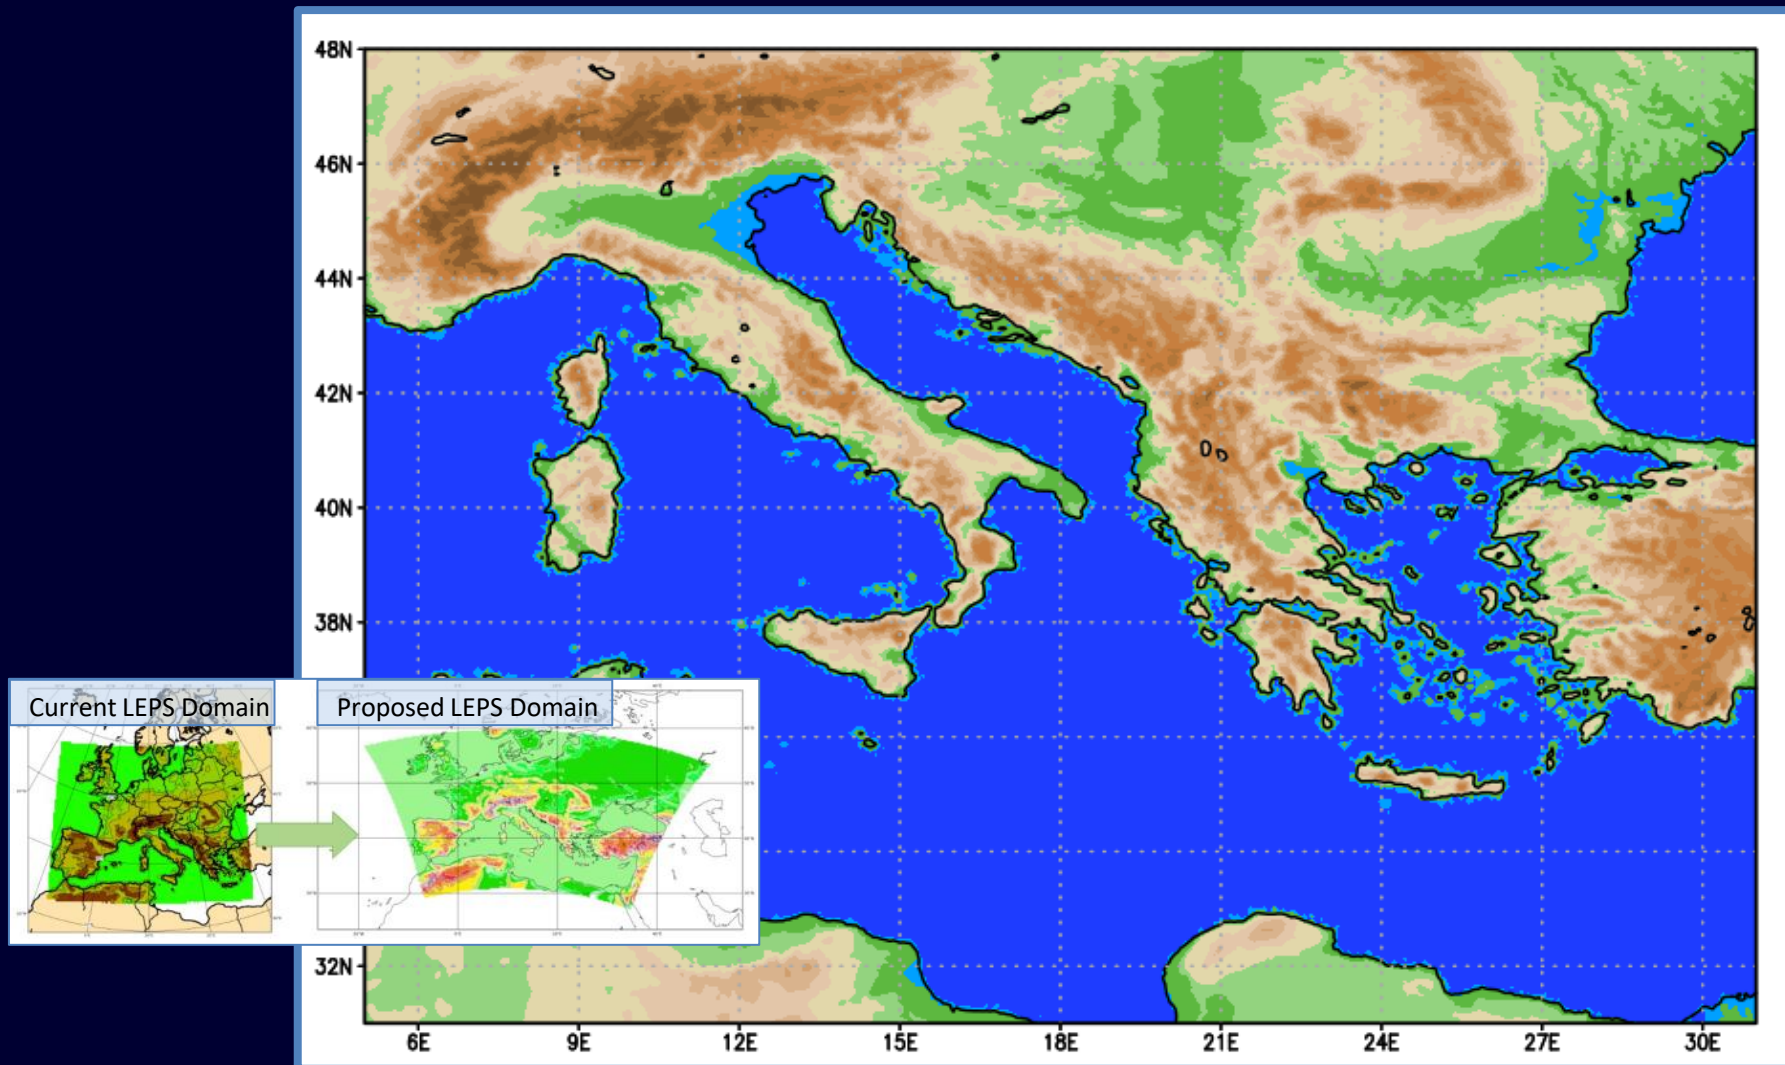 48N
46N
44N
42N
40N
38N
Current LEPS Domain
Proposed LEPS Domain
32N
6E 9E 12E 15E 18E 21E 24E 27E 30E